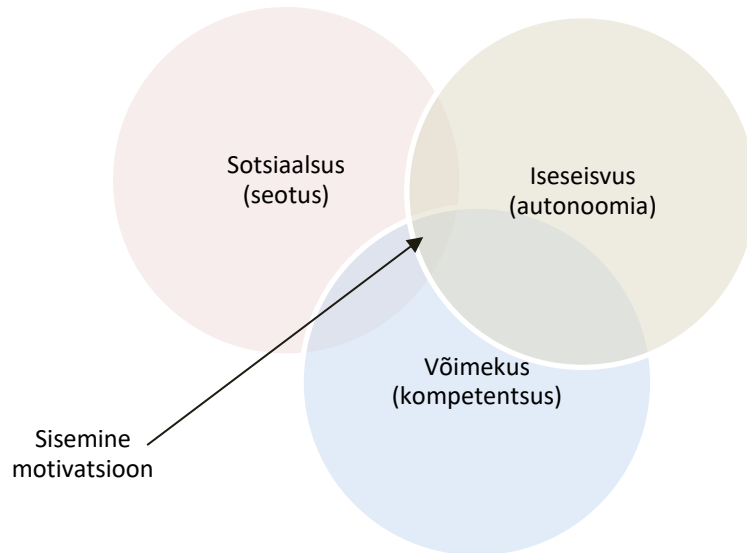 Sotsiaalsus
(seotus)
Iseseisvus
(autonoomia)
Võimekus
(kompetentsus)
Sisemine
motivatsioon